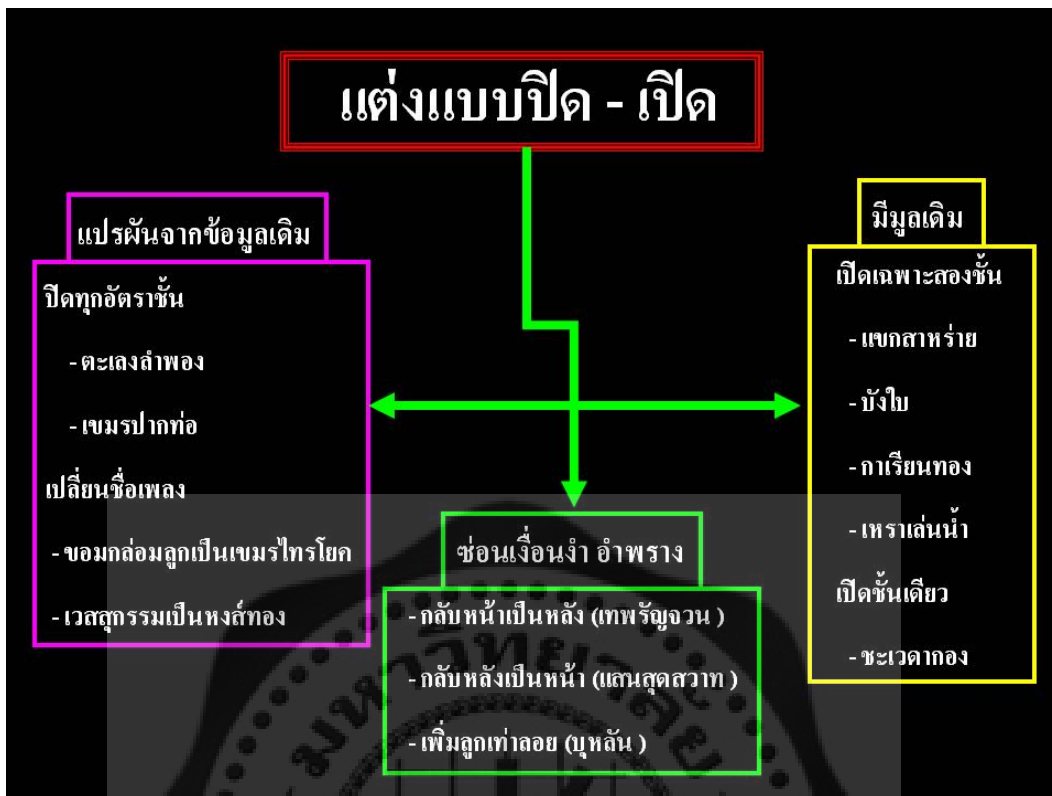 แต่งแบบปิด - เปิด
แปรผันจากข้อมูลเดิม
ปิดทุกอัตราชั้น
- ตะเลงลำพอง
- เขมรปากท่อ
เปลี่ยนชื่อเพลง
- ขอมกล่อมลูกเป็นเขมรไทรโยค
- เวสสุกรรมเป็นหงส์ทอง
ซ่อนเงื่อนงำ อำพราง
- กลับหน้าเป็นหลัง (เทพรัญจวน )
- กลับหลังเป็นหน้า (แสนสุดสวาท )
- เพิ่มลูกเท่าลอย (บุหลัน )
มีมูลเดิม
เปิดเฉพาะสองชั้น
- แขกสาหร่าย
- บังใบ
- กาเรียนทอง
- เหราเล่นน้ำ
เปิดชั้นเดียว
- ชะเวดากอง
มหาวิทยาลัย